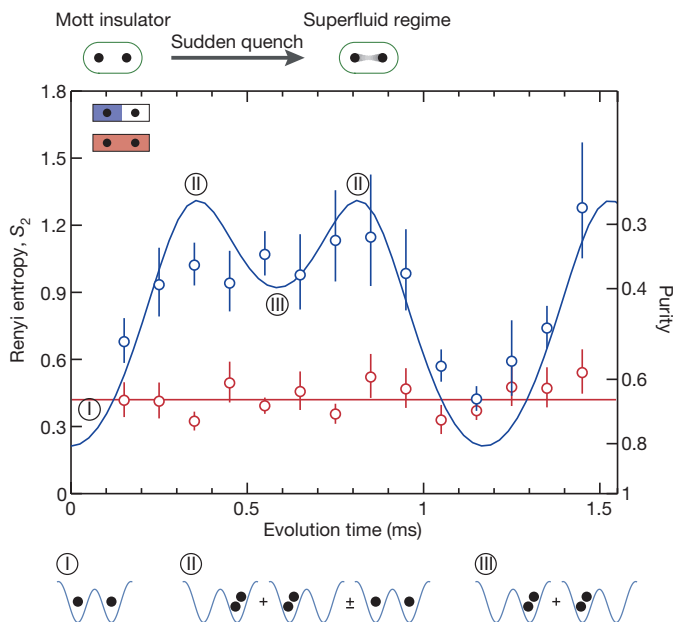 Mott insulator
Superfluid regime
Sudden quench
1.8
1.5
1.2
0.9
0.6
0.3
0
Renyi entropy, S2
II
II
III
I
0.3
0.4
0.6
0.8
1
Purity
0
0.5
1
1.5
Evolution time (ms)
I
II
III
+
±
+